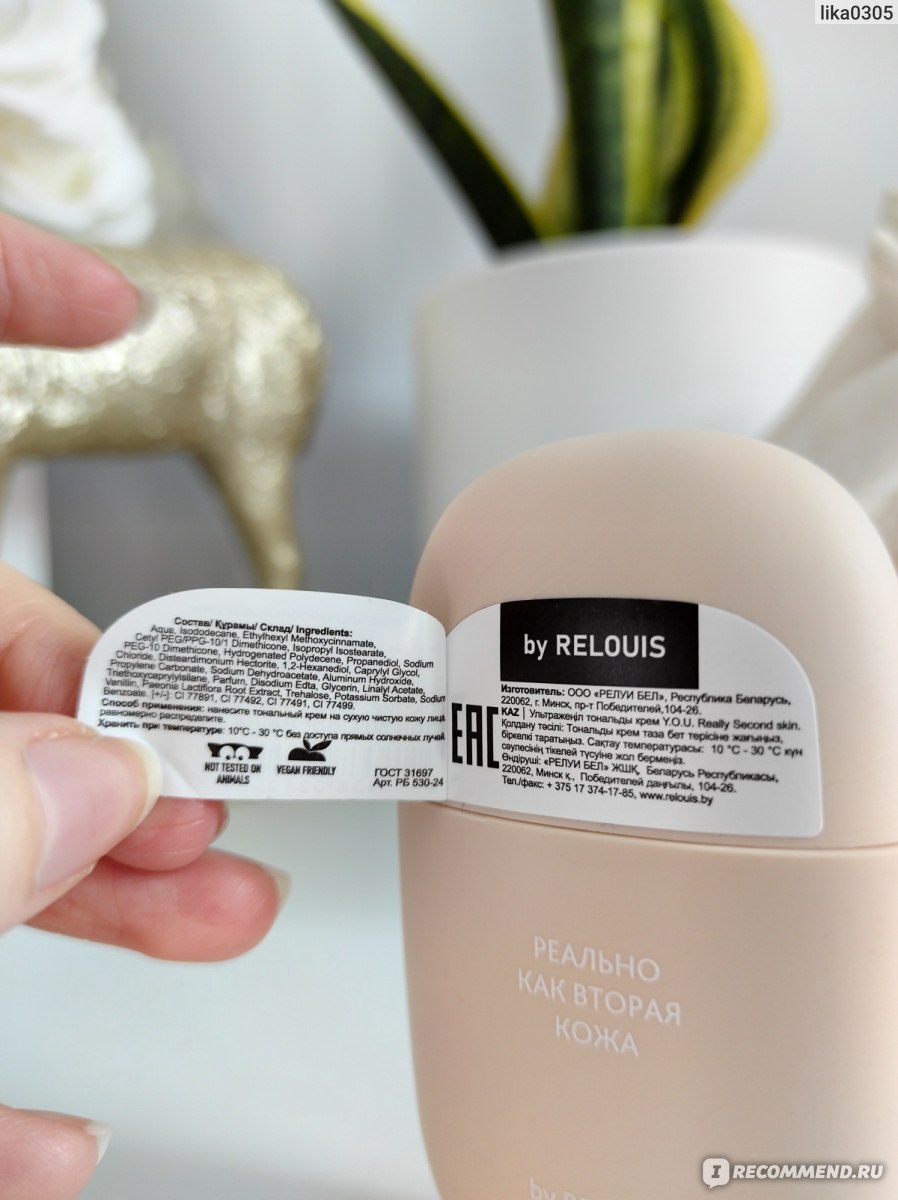 lika0305
Состав/ Құрамы/ Склад/ Ingredients:
Aqua, Isododecane, Ethylhexyl Methoxycinnamate,
Cetyl PEG/PPG-10/1 Dimethicone, Isopropyl Isostearate,
PEG-10 Dimethicone, Hydrogenated Polydecene, Propanediol, Sodium
Chloride, Disteardimonium Hectorite, 1,2-Hexanediol, Caprylyl Glycol,
Propylene Carbonate, Sodium Dehydroacetate, Aluminum Hydroxide,
Triethoxycaprylylsilane, Parfum, Disodium Edta, Glycerin, Linalyl Acetate,
Vanillin, Paeonia Lactiflora Root Extract, Trehalose, Potassium Sorbate, Sodium
Benzoate. [+/-]: CI 77891, CI 77492, CI 77491, CI 77499.
Способ применения: нанесите тональный крем на сухую чистую кожу лица,
равномерно распределите.
Хранить при температуре: 10°C - 30 °C без доступа прямых солнечных лучей.
NOT TESTED ON
ANIMALS
VEGAN FRIENDLY
ГОСТ 31697
Арт. РБ 530-24
EAC
by RELOUIS
Изготовитель: ООО «РЕЛУИ БЕЛ», Республика Беларусь,
220062, г. Минск, пр-т Победителей,104-26.
KAZ | Ультражеңіл тональды крем Y.O.U. Really Second skin.
Қолдану тәсілі: Тональды крем таза бет терісіне жағыңыз,
біркелкі таратыңыз. Сақтау температурасы: 10 °C - 30 °C күн
сәулесінің тікелей түсуіне жол бермеңіз.
Өндіруші: «РЕЛУИ БЕЛ» ЖШҚ, Беларусь Республикасы,
220062, Минск қ., Победителей даңғылы, 104-26.
Тел./факс: + 375 17 374-17-85, www.relouis.by
РЕАЛЬНО
КАК ВТОРАЯ
КОЖА
by
IRECOMMEND.RU